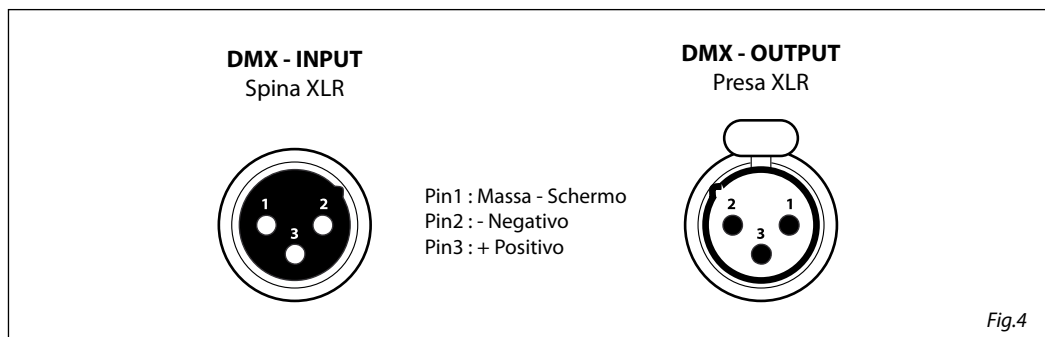 DMX - INPUT
Spina XLR
DMX - OUTPUT
Presa XLR
Pin1 : Massa - Schermo
Pin2 : - Negativo
Pin3 : + Positivo
1
2
3
2
1
3
Fig.4